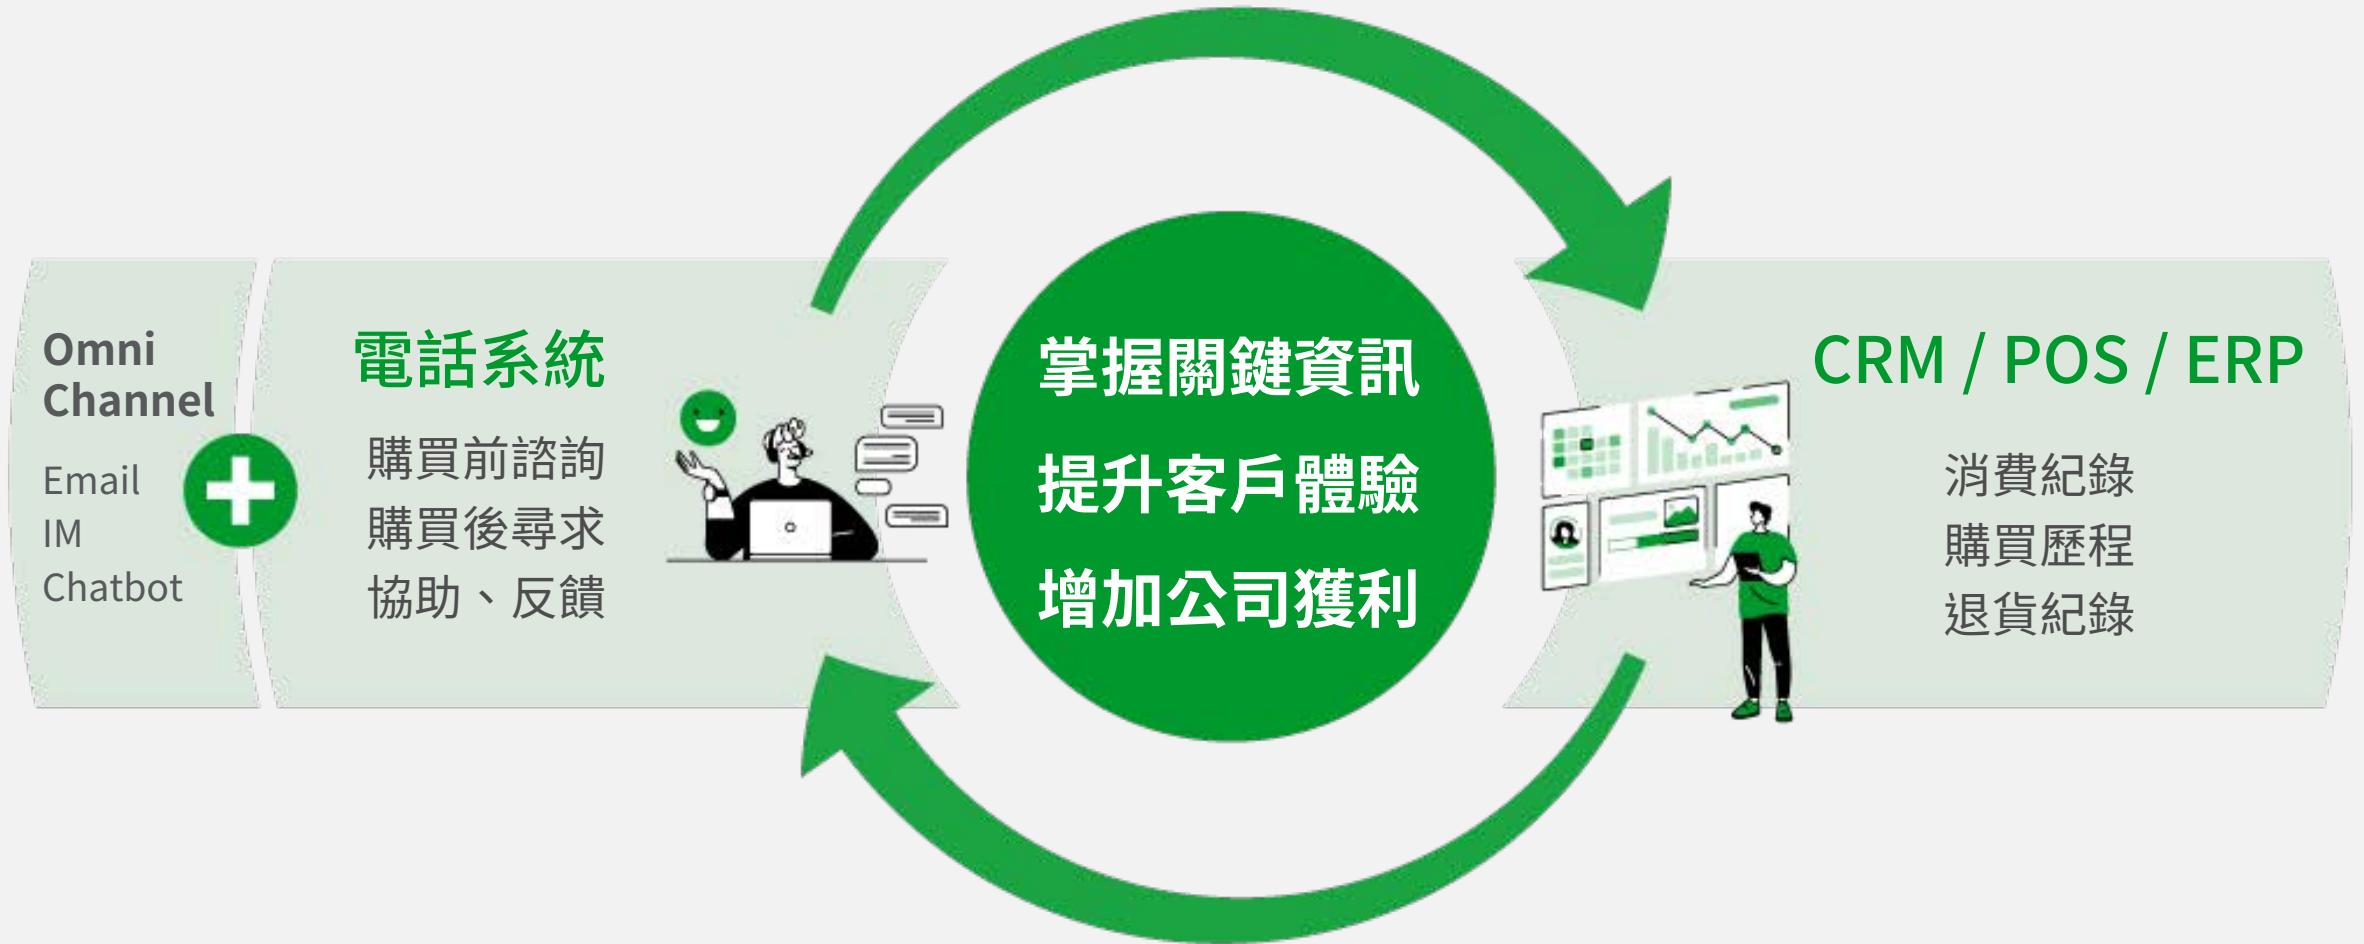 Omni
Channel
Email
IM
Chatbot
電話系統
購買前諮詢
購買後尋求
協助、反饋
掌握關鍵資訊
提升客戶體驗
增加公司獲利
CRM / POS / ERP
消費紀錄
購買歷程
退貨紀錄